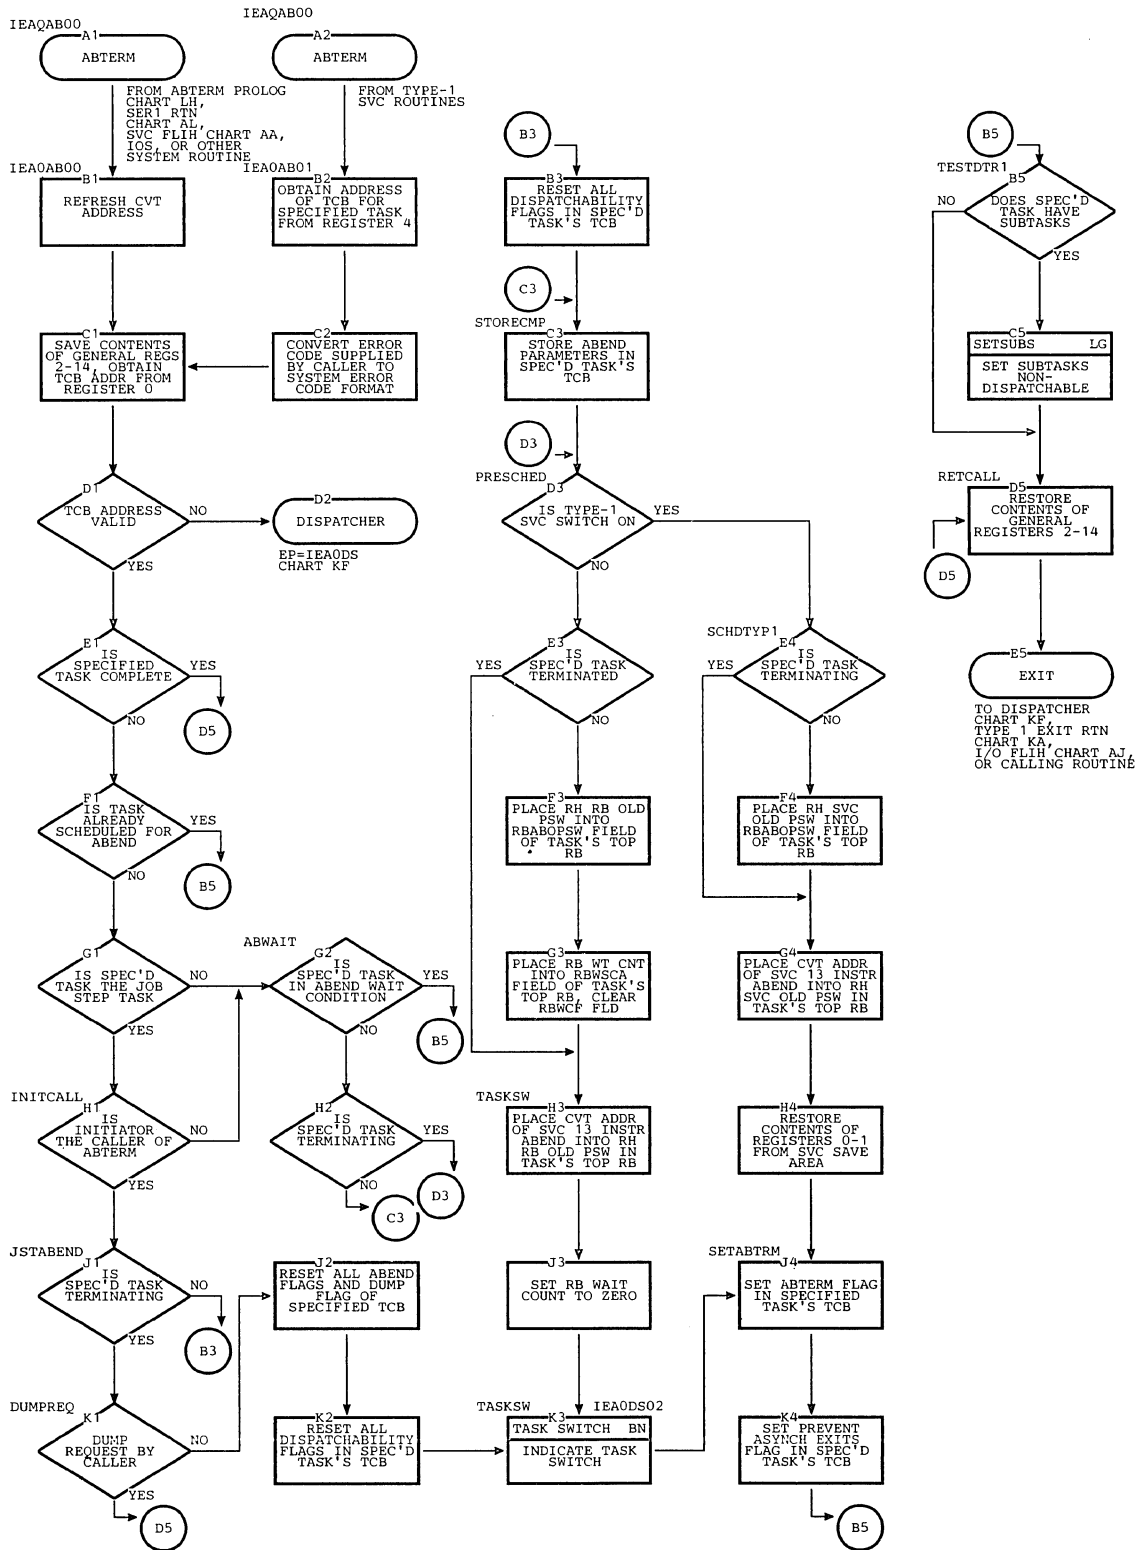 IEAQAB00
A1
ABTERM
FROM ABTERM PROLOG
CHART LH,
SER1 RTN
CHART AL,
SVC FLIH CHART AA,
IOS, OR OTHER
SYSTEM ROUTINE
IEAQAB00
A2
ABTERM
FROM TYPE-1
SVC ROUTINES
IEA0AB00
B1
REFRESH CVT
ADDRESS
IEA0AB01
B2
OBTAIN ADDRESS
OF TCB FOR
SPECIFIED TASK
FROM REGISTER 4
C1
SAVE CONTENTS
OF GENERAL REGS
2-14, OBTAIN
TCB ADDR FROM
REGISTER 0
C2
CONVERT ERROR
CODE SUPPLIED
BY CALLER TO
SYSTEM ERROR
CODE FORMAT
D1
TCB ADDRESS
VALID
NO
YES
D2
DISPATCHER
EP=IEA0DS
CHART KF
E1
IS
SPECIFIED
TASK COMPLETE
YES
NO
D5
F1
IS TASK
ALREADY
SCHEDULED FOR
ABEND
YES
NO
B5
G1
IS SPEC'D
TASK THE JOB
STEP TASK
NO
YES
ABWAIT
G2
IS
SPEC'D TASK
IN ABEND WAIT
CONDITION
YES
NO
B5
INITCALL
H1
IS
INITIATOR
THE CALLER OF
ABTERM
NO
YES
H2
IS
SPEC'D TASK
TERMINATING
YES
NO
D3
C3
JSTABEND
J1
IS
SPEC'D TASK
TERMINATING
NO
YES
B3
J2
RESET ALL ABEND
FLAGS AND DUMP
FLAG OF
SPECIFIED TCB
DUMPREQ
K1
DUMP
REQUEST BY
CALLER
NO
YES
D5
K2
RESET ALL
DISPATCHABILITY
FLAGS IN SPEC'D
TASK'S TCB
B3
B3
RESET ALL
DISPATCHABILITY
FLAGS IN SPEC'D
TASK'S TCB
C3
STORECMP
C3
STORE ABEND
PARAMETERS IN
SPEC'D TASK'S
TCB
D3
PRESCHED
D3
IS TYPE-1
SVC SWITCH ON
YES
NO
E3
IS
SPEC'D TASK
TERMINATED
YES
NO
F3
PLACE RH RB OLD
PSW INTO
RBABOPSW FIELD
OF TASK'S TOP
RB
G3
PLACE RB WT CNT
INTO RBWSCA
FIELD OF TASK'S
TOP RB, CLEAR
RBWCF FLD
TASKSW
H3
PLACE CVT ADDR
OF SVC 13 INSTR
ABEND INTO RH
RB OLD PSW IN
TASK'S TOP RB
J3
SET RB WAIT
COUNT TO ZERO
TASKSW
IEA0DS02
K3
TASK SWITCH BN
INDICATE TASK
SWITCH
SCHDTYP1
E4
IS
SPEC'D TASK
TERMINATING
YES
NO
F4
PLACE RH SVC
OLD PSW INTO
RBABOPSW FIELD
OF TASK'S TOP
RB
G4
PLACE CVT ADDR
OF SVC 13 INSTR
ABEND INTO RH
SVC OLD PSW IN
TASK'S TOP RB
H4
RESTORE
CONTENTS OF
REGISTERS 0-1
FROM SVC SAVE
AREA
SETABTRM
J4
SET ABTERM FLAG
IN SPECIFIED
TASK'S TCB
K4
SET PREVENT
ASYNCH EXITS
FLAG IN SPEC'D
TASK'S TCB
B5
B5
TESTDTR1
B5
DOES SPEC'D
TASK HAVE
SUBTASKS
NO
YES
C5
SETSUBS LG
SET SUBTASKS
NON-
DISPATCHABLE
RETCALL
D5
RESTORE
CONTENTS OF
GENERAL
REGISTERS 2-14
D5
E5
EXIT
TO DISPATCHER
CHART KF,
TYPE 1 EXIT RTN
CHART KA,
I/O FLIH CHART AJ,
OR CALLING ROUTINE